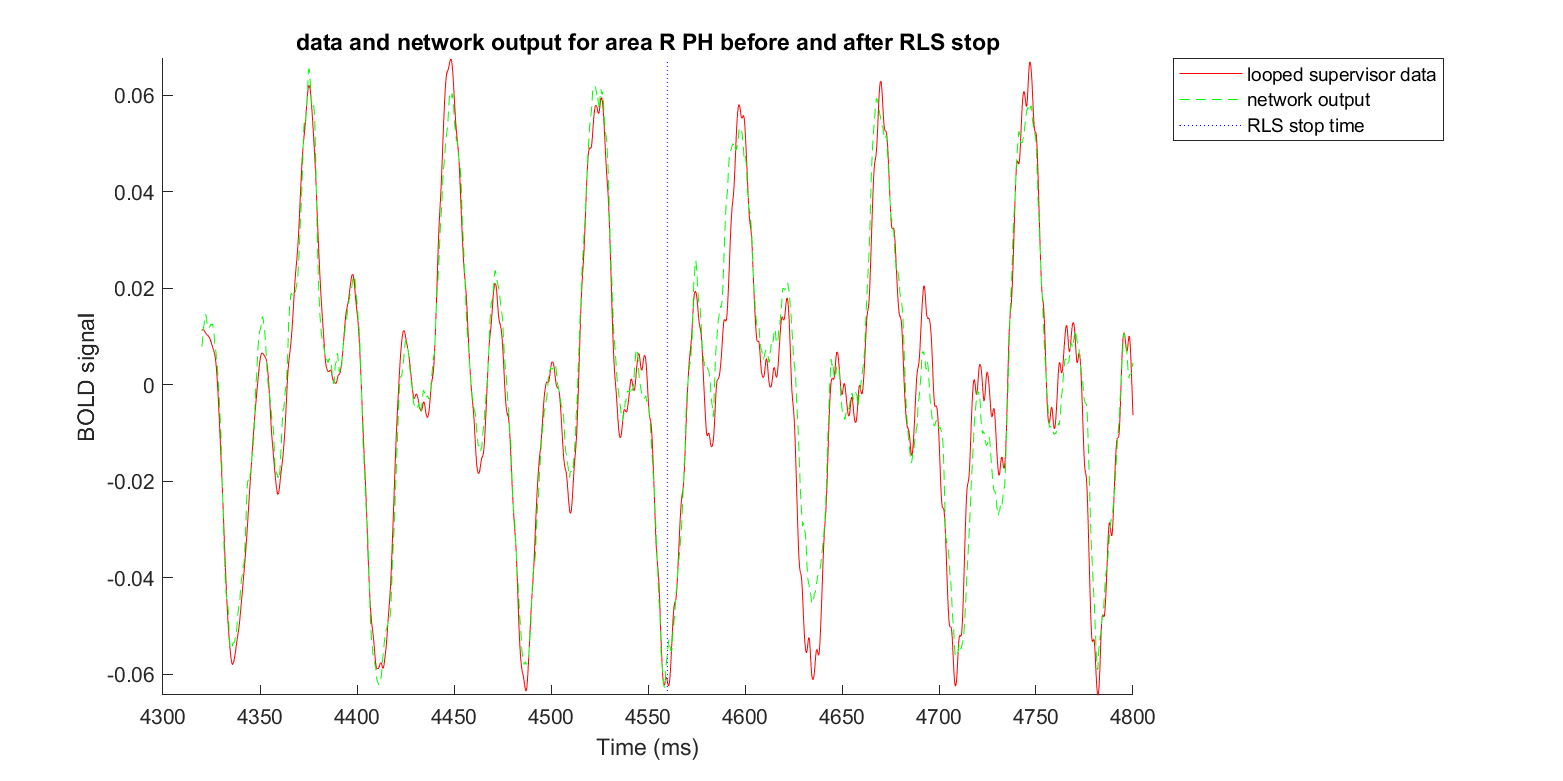 data and network output for area R PH before and after RLS stop
looped supervisor data
network output
RLS stop time
BOLD signal
0.06
0.04
0.02
0
-0.02
-0.04
-0.06
4300 4350 4400 4450 4500 4550 4600 4650 4700 4750 4800
Time (ms)